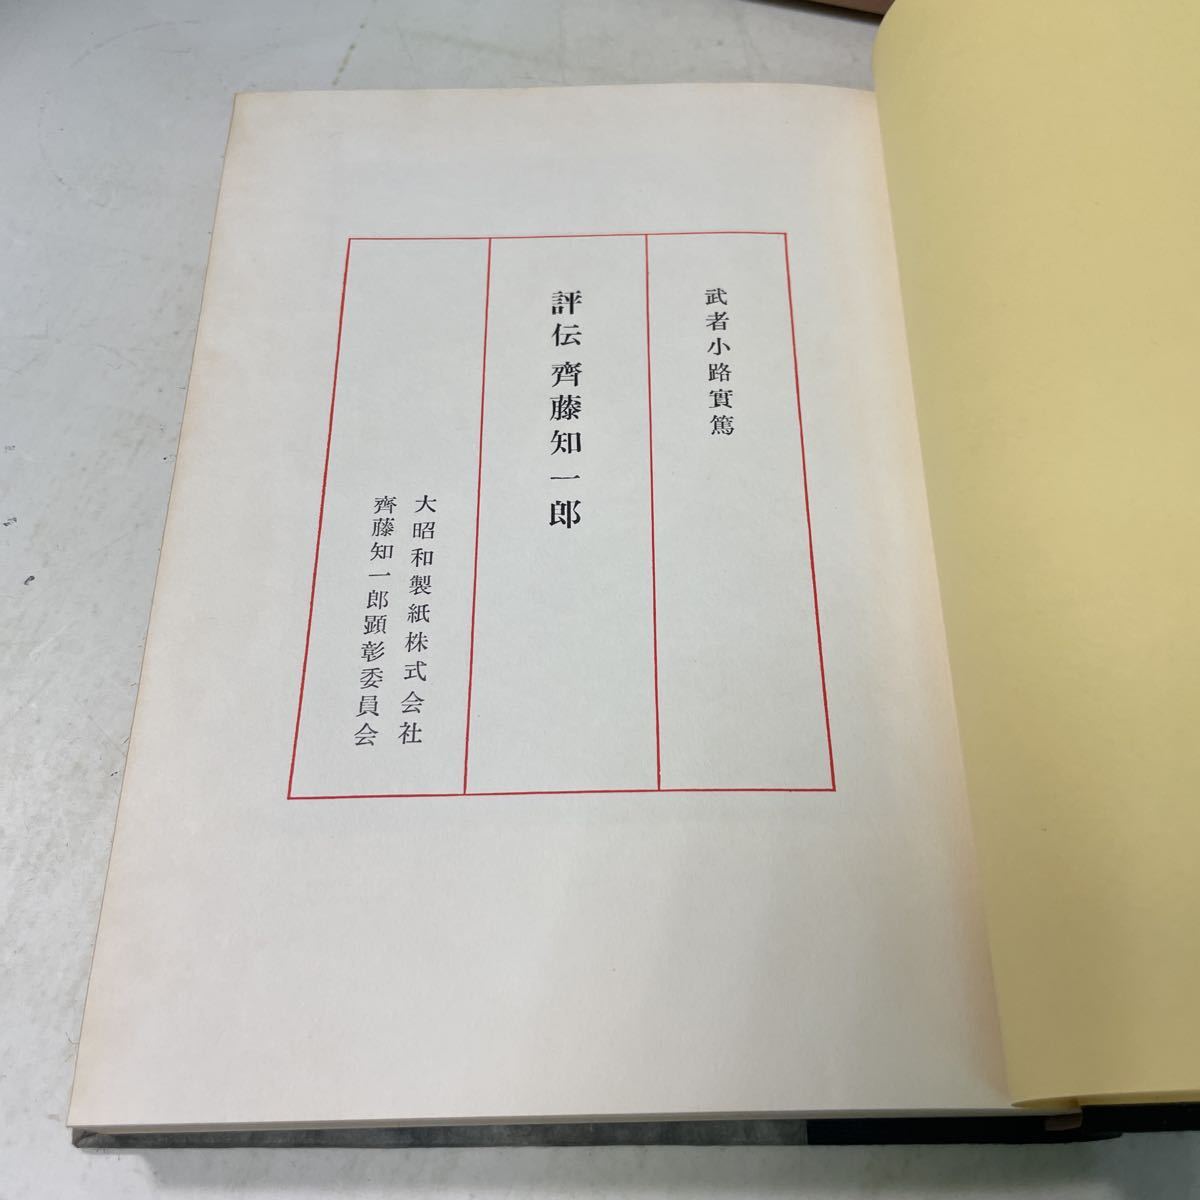 武者小路實篤
評伝 齊藤知一郎
大昭和製紙株式会社
齊藤知一郎顕彰委員会